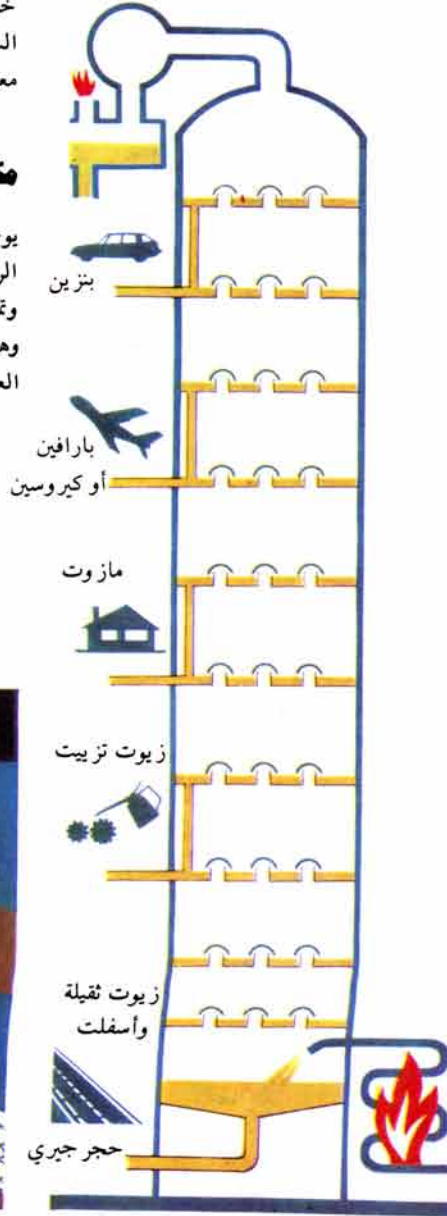 بنزين
بارافين
أو كيروسين
مازوت
زيوت تزييت
زيوت ثقيلة
وأسفلت
حجر جيري